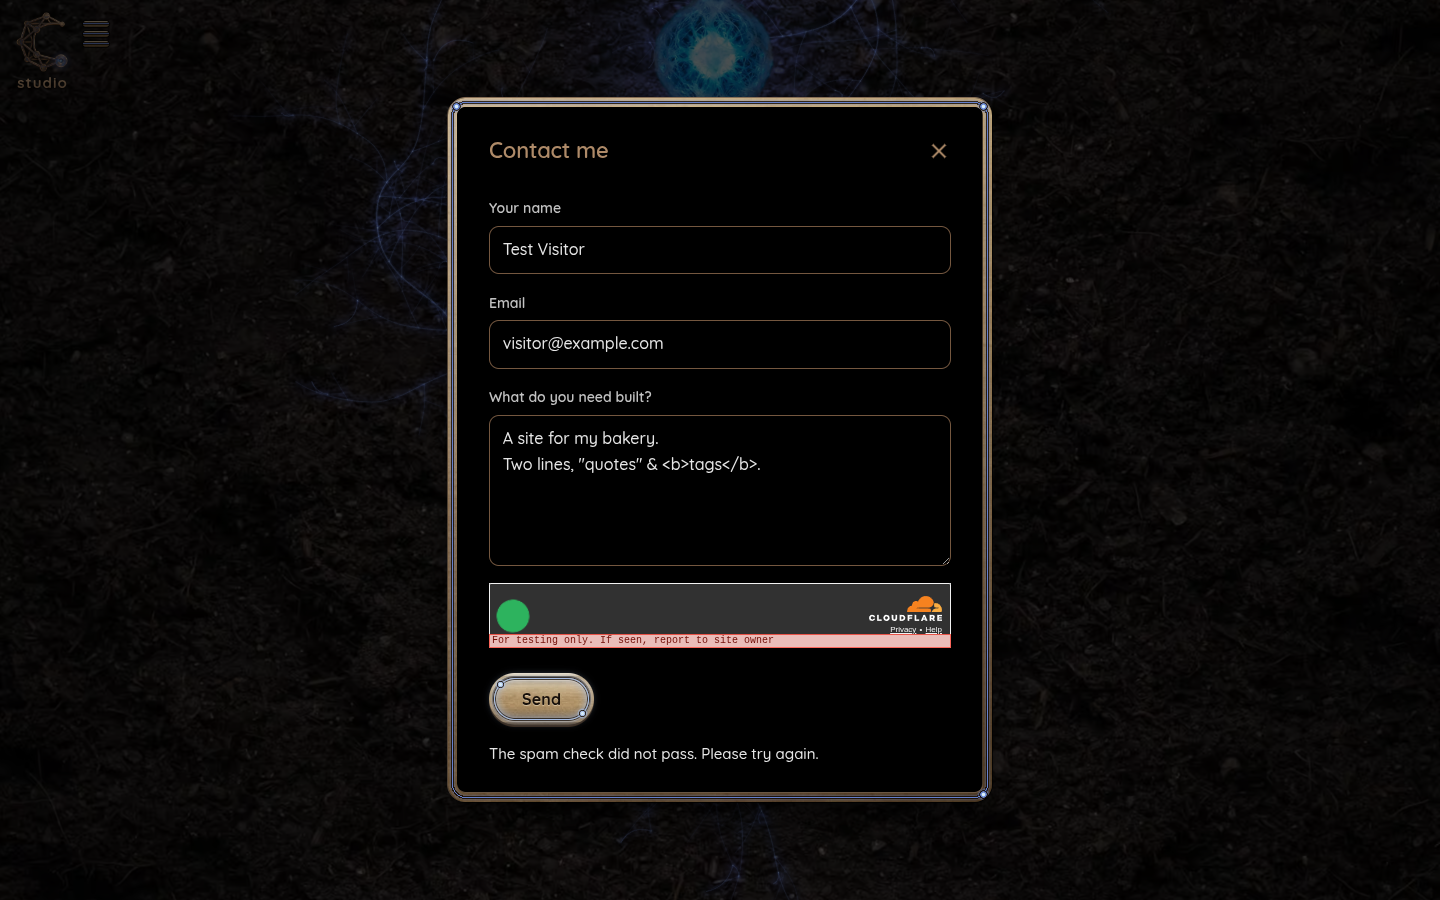 studio
Contact me
Your name
Test Visitor
Email
visitor@example.com
What do you need built?
A site for my bakery.
Two lines, "quotes" & <b>tags</b>.
CLOUDFLARE
Privacy • Help
For testing only. If seen, report to site owner
Send
The spam check did not pass. Please try again.